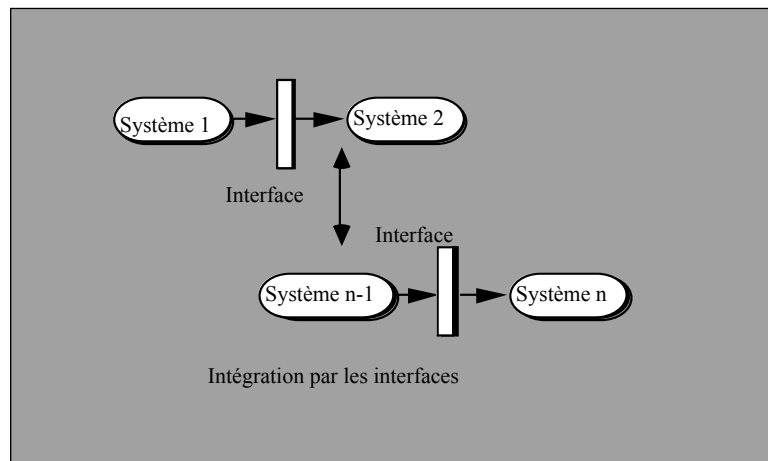 Système 1
Système 2
Interface
Interface
Système n-1
Système n
Intégration par les interfaces